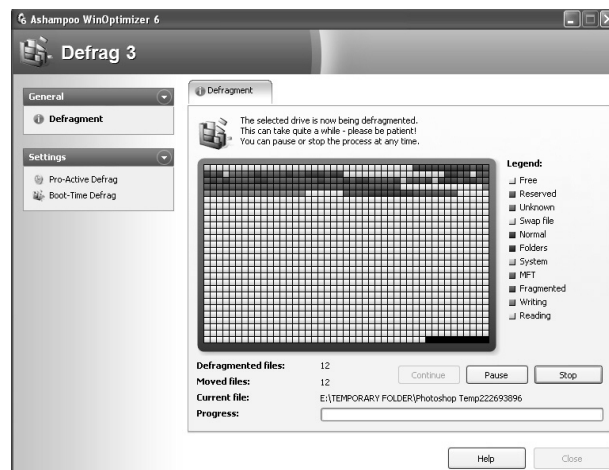 Ashampoo WinOptimizer 6
Defrag 3
General
Defragment
Settings
Pro-Active Defrag
Boot-Time Defrag
Defragment
The selected drive is now being defragmented.
This can take quite a while - please be patient!
You can pause or stop the process at any time.
Legend:
Free
Reserved
Unknown
Swap file
Normal
Folders
System
MFT
Fragmented
Writing
Reading
Defragmented files: 12
Moved files: 12
Continue Pause Stop
Current file: E:\TEMPORARY FOLDER\Photoshop Temp222693896
Progress:
Help Close